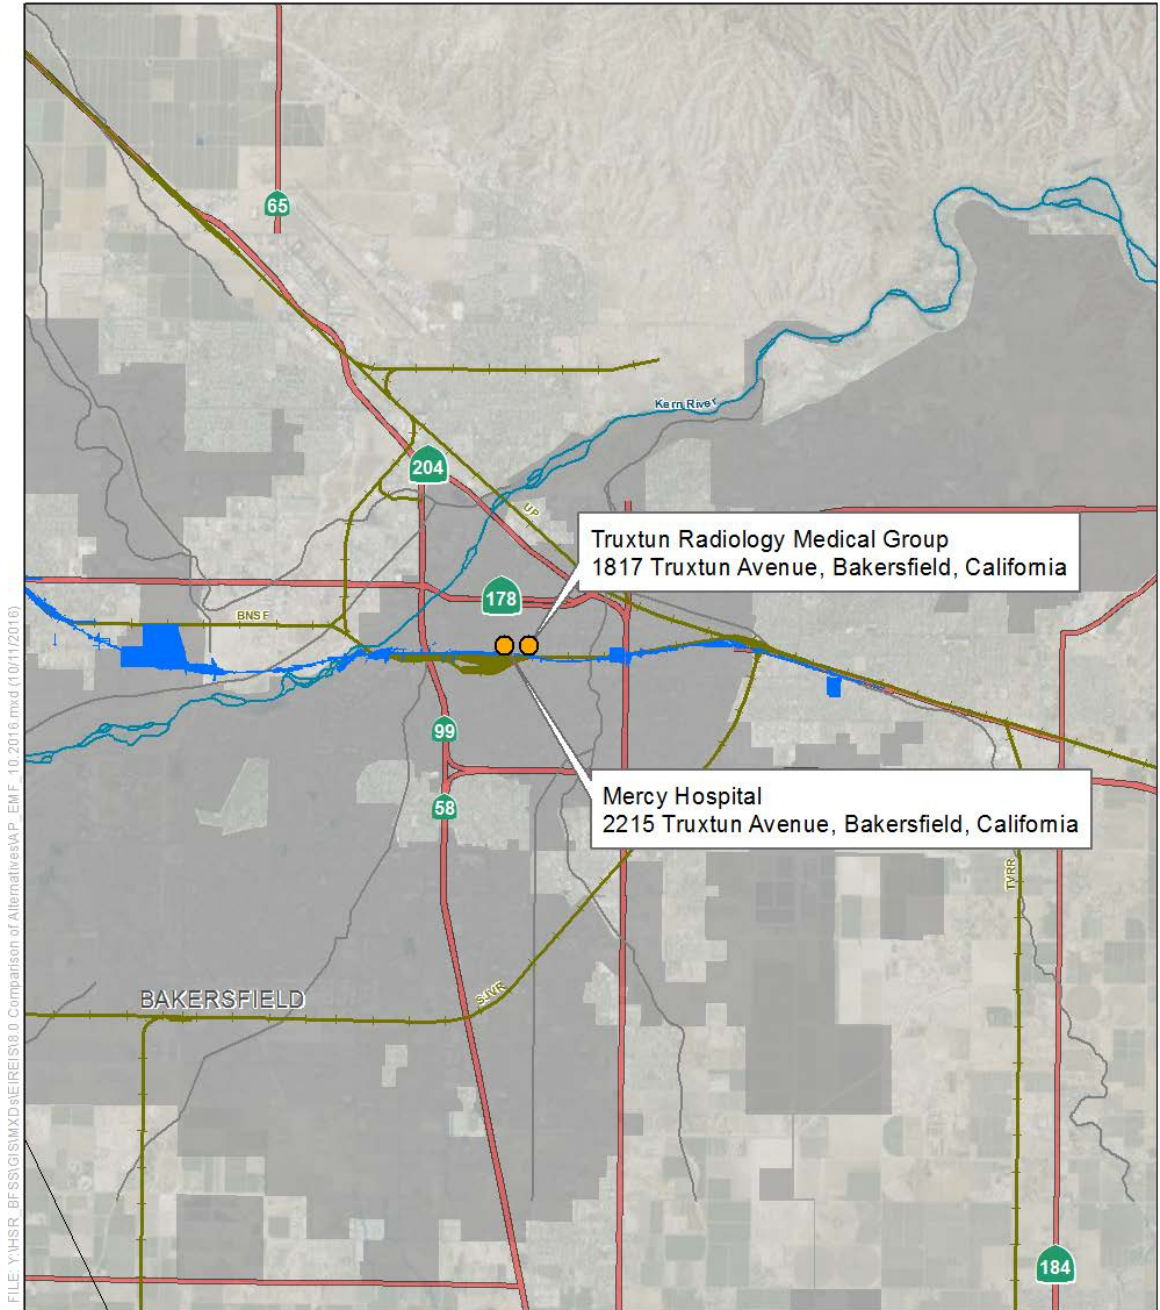 65
Kern River
204
UP
Truxtun Radiology Medical Group
1817 Truxtun Avenue, Bakersfield, California
178
BNSF
99
58
Mercy Hospital
2215 Truxtun Avenue, Bakersfield, California
TVRR
SJVR
BAKERSFIELD
184
FILE: Y:\HSR_BFSS\GIS\MXDs\EIREIS\8.0 Comparison of Alternatives\AP_EMF_10.2016.mxd (10/11/2016)